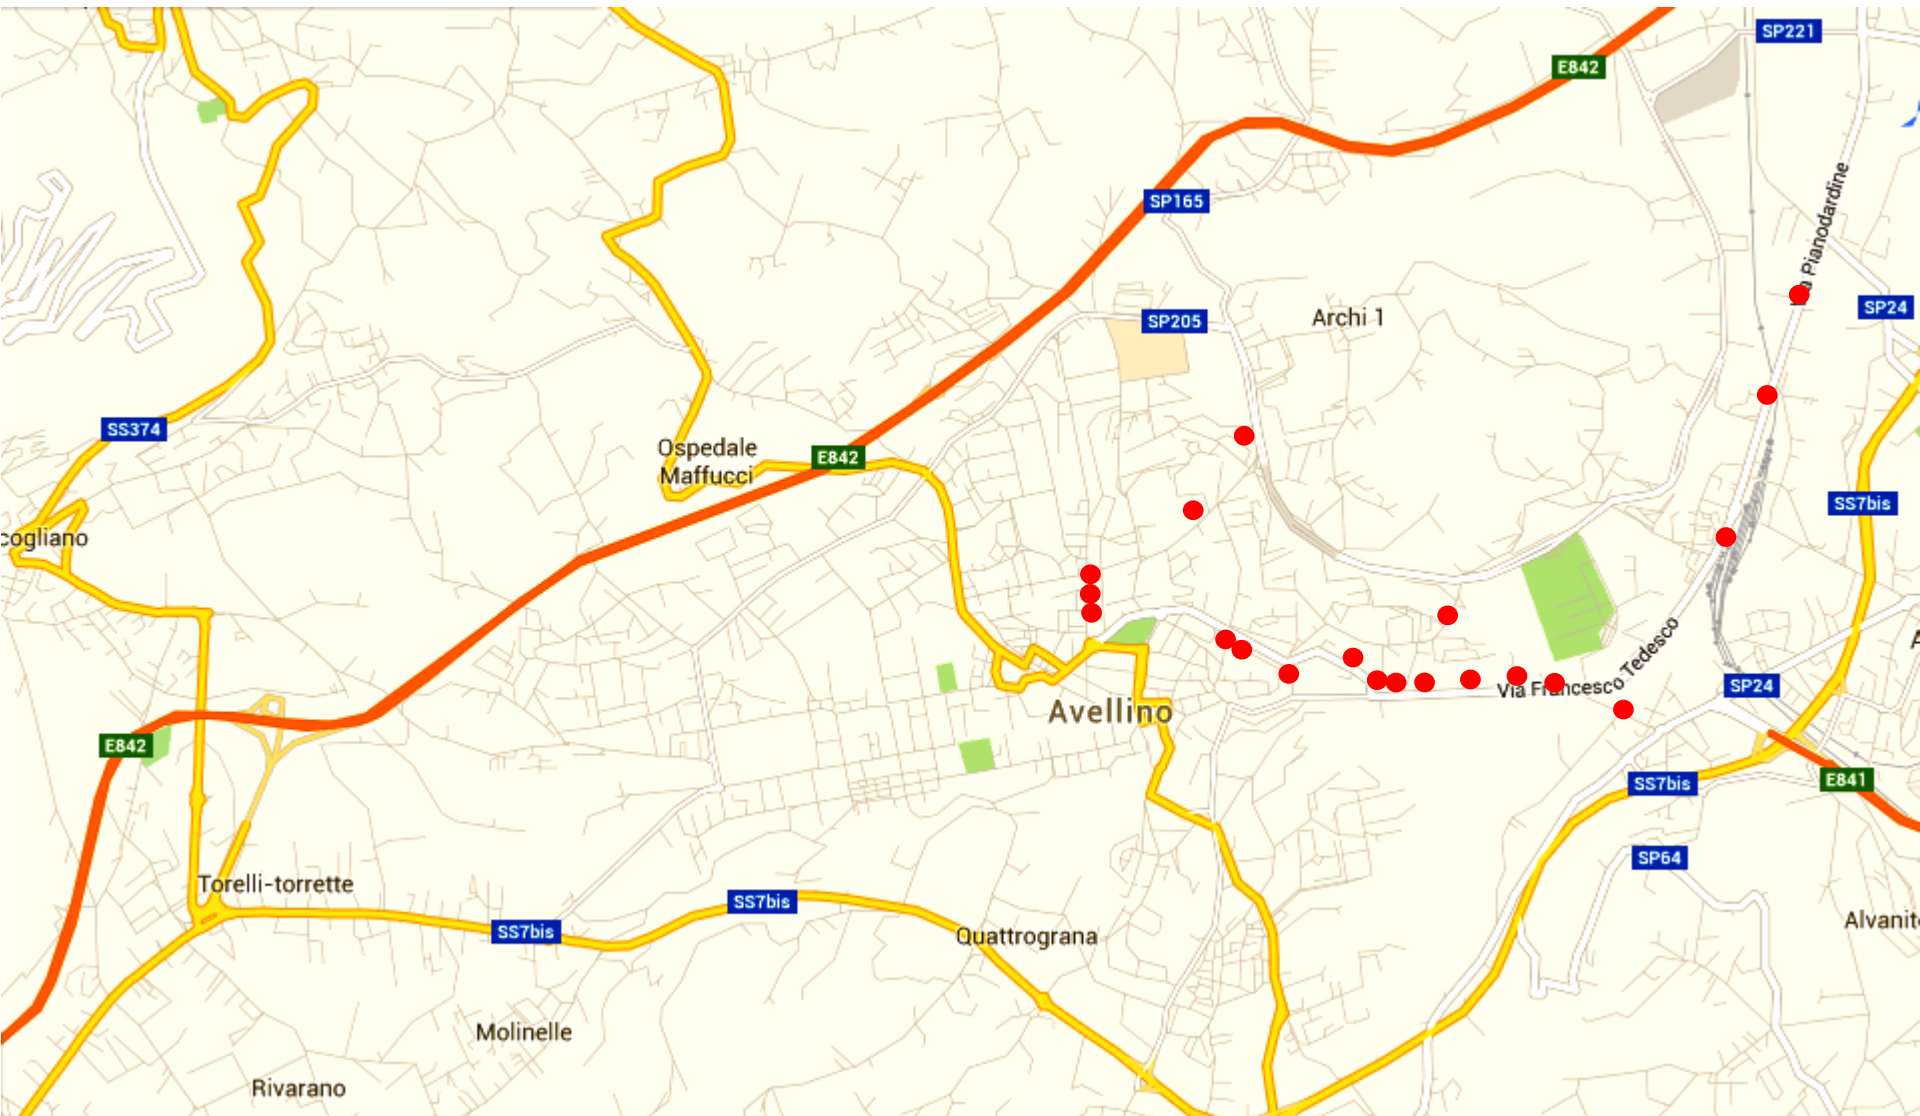 SP221
E842
SP165
Via Pianodardine
SP24
SP205
Archi 1
SS374
Ospedale
Maffucci
E842
SS7bis
cogliano
Via Francesco Tedesco
SP24
Avellino
E842
SS7bis
E841
SP64
Torelli-torrette
SS7bis
SS7bis
Quattrograna
Alvanit
Molinelle
Rivarano